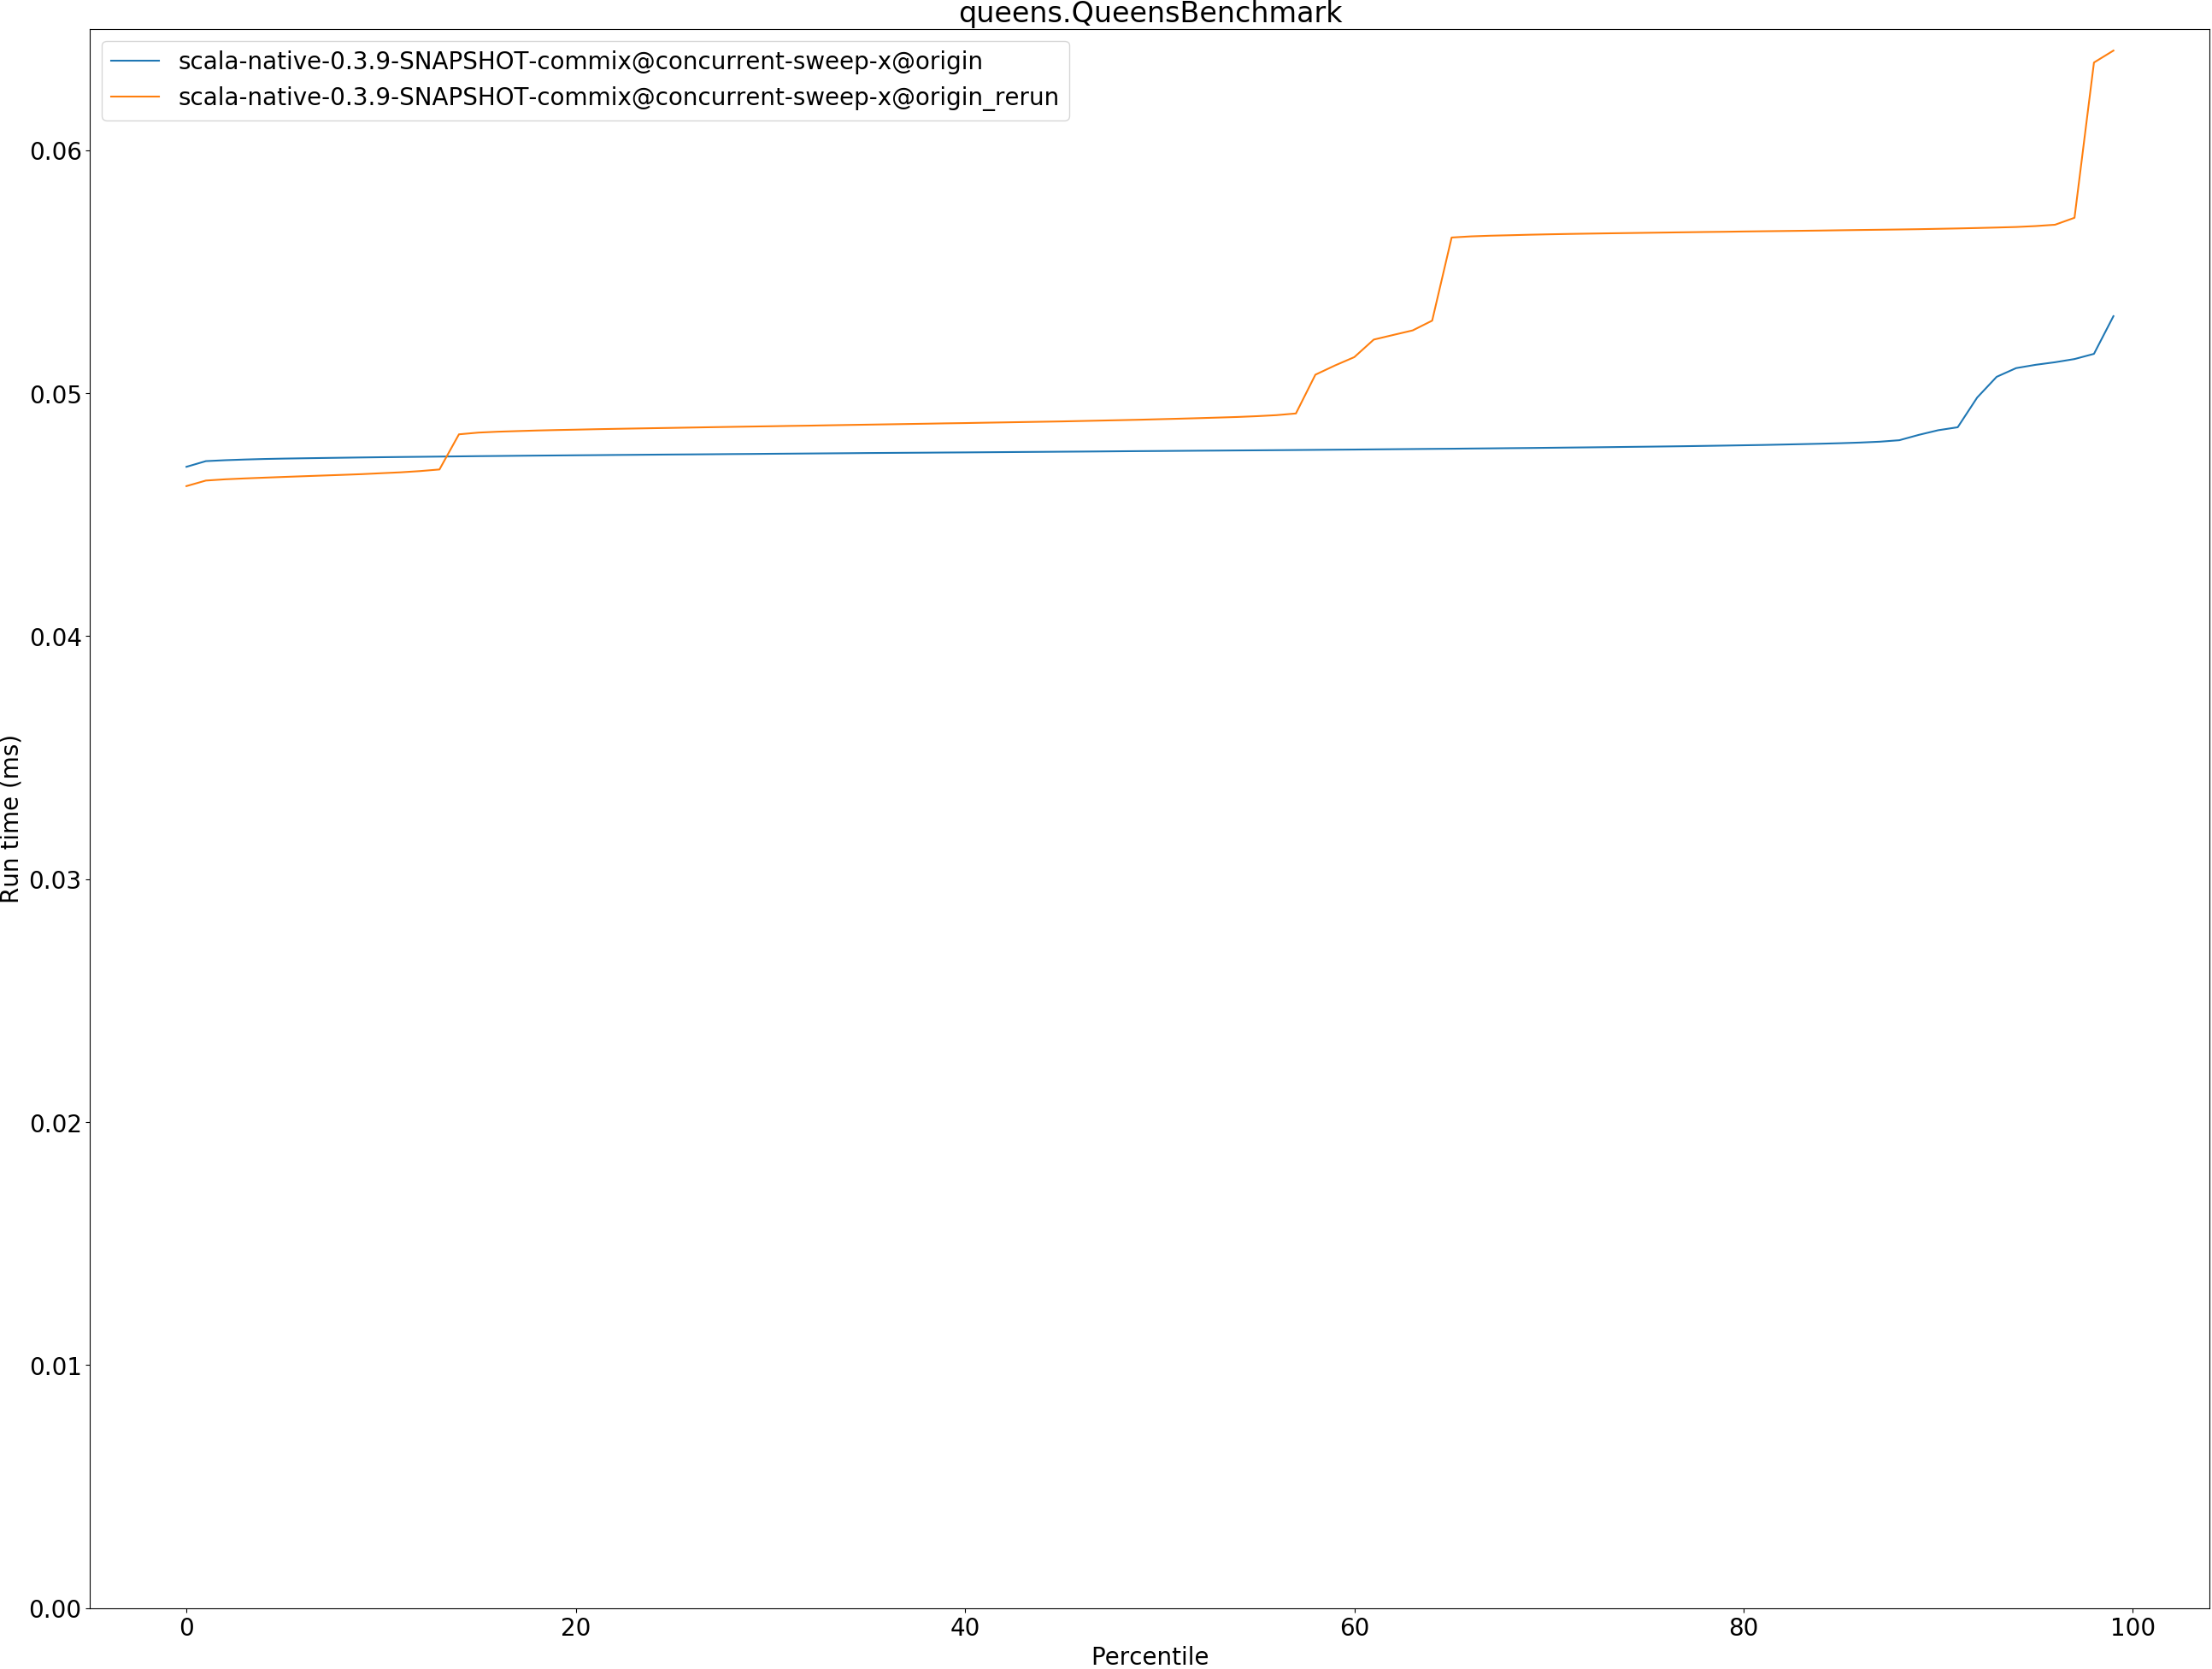 queens.QueensBenchmark
scala-native-0.3.9-SNAPSHOT-commix@concurrent-sweep-x@origin
scala-native-0.3.9-SNAPSHOT-commix@concurrent-sweep-x@origin_rerun
0.06
0.05
0.04
0.03
0.02
0.01
0.00
Run time (ms)
0 20 40 60 80 100
Percentile